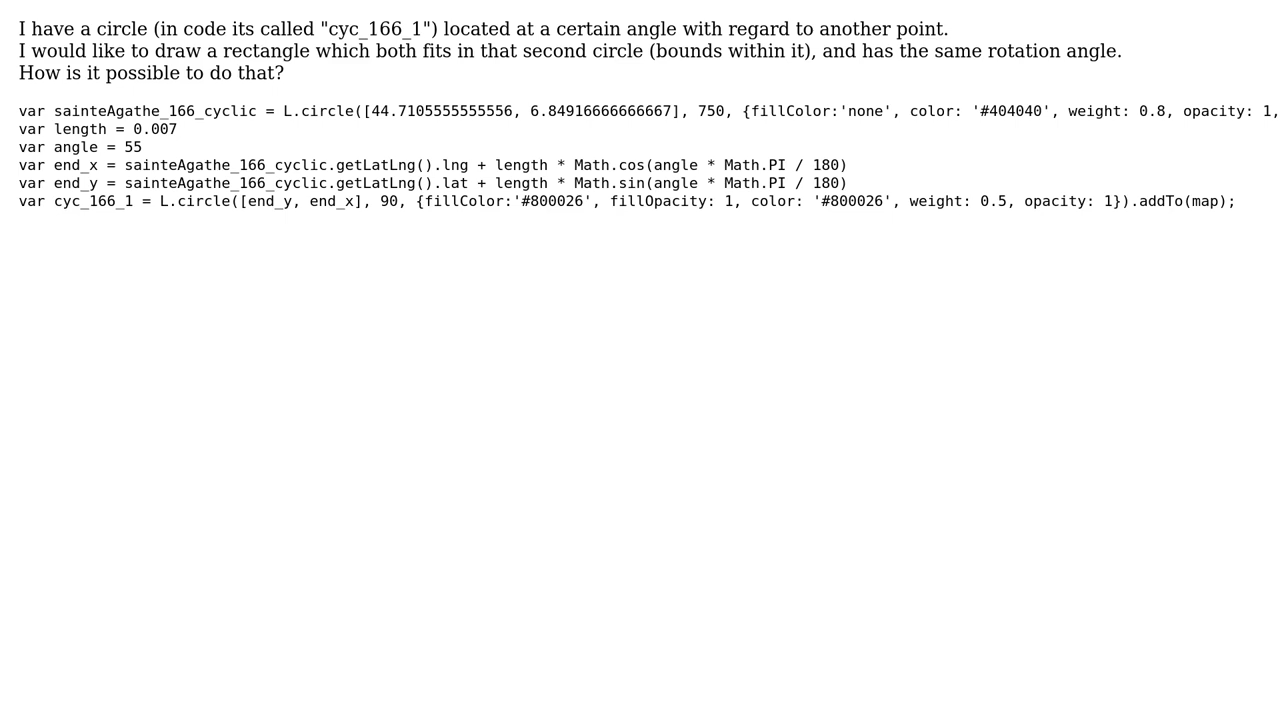 I have a circle (in code its called "cyc_166_1") located at a certain angle with regard to another point.
I would like to draw a rectangle which both fits in that second circle (bounds within it), and has the same rotation angle.
How is it possible to do that?
var sainteAgathe_166_cyclic = L.circle([44.7105555555556, 6.84916666666667], 750, {fillColor:'none', color: '#404040', weight: 0.8, opacity: 1,
var length = 0.007
var angle = 55
var end_x = sainteAgathe_166_cyclic.getLatLng().lng + length * Math.cos(angle * Math.PI / 180)
var end_y = sainteAgathe_166_cyclic.getLatLng().lat + length * Math.sin(angle * Math.PI / 180)
var cyc_166_1 = L.circle([end_y, end_x], 90, {fillColor:'#800026', fillOpacity: 1, color: '#800026', weight: 0.5, opacity: 1}).addTo(map);